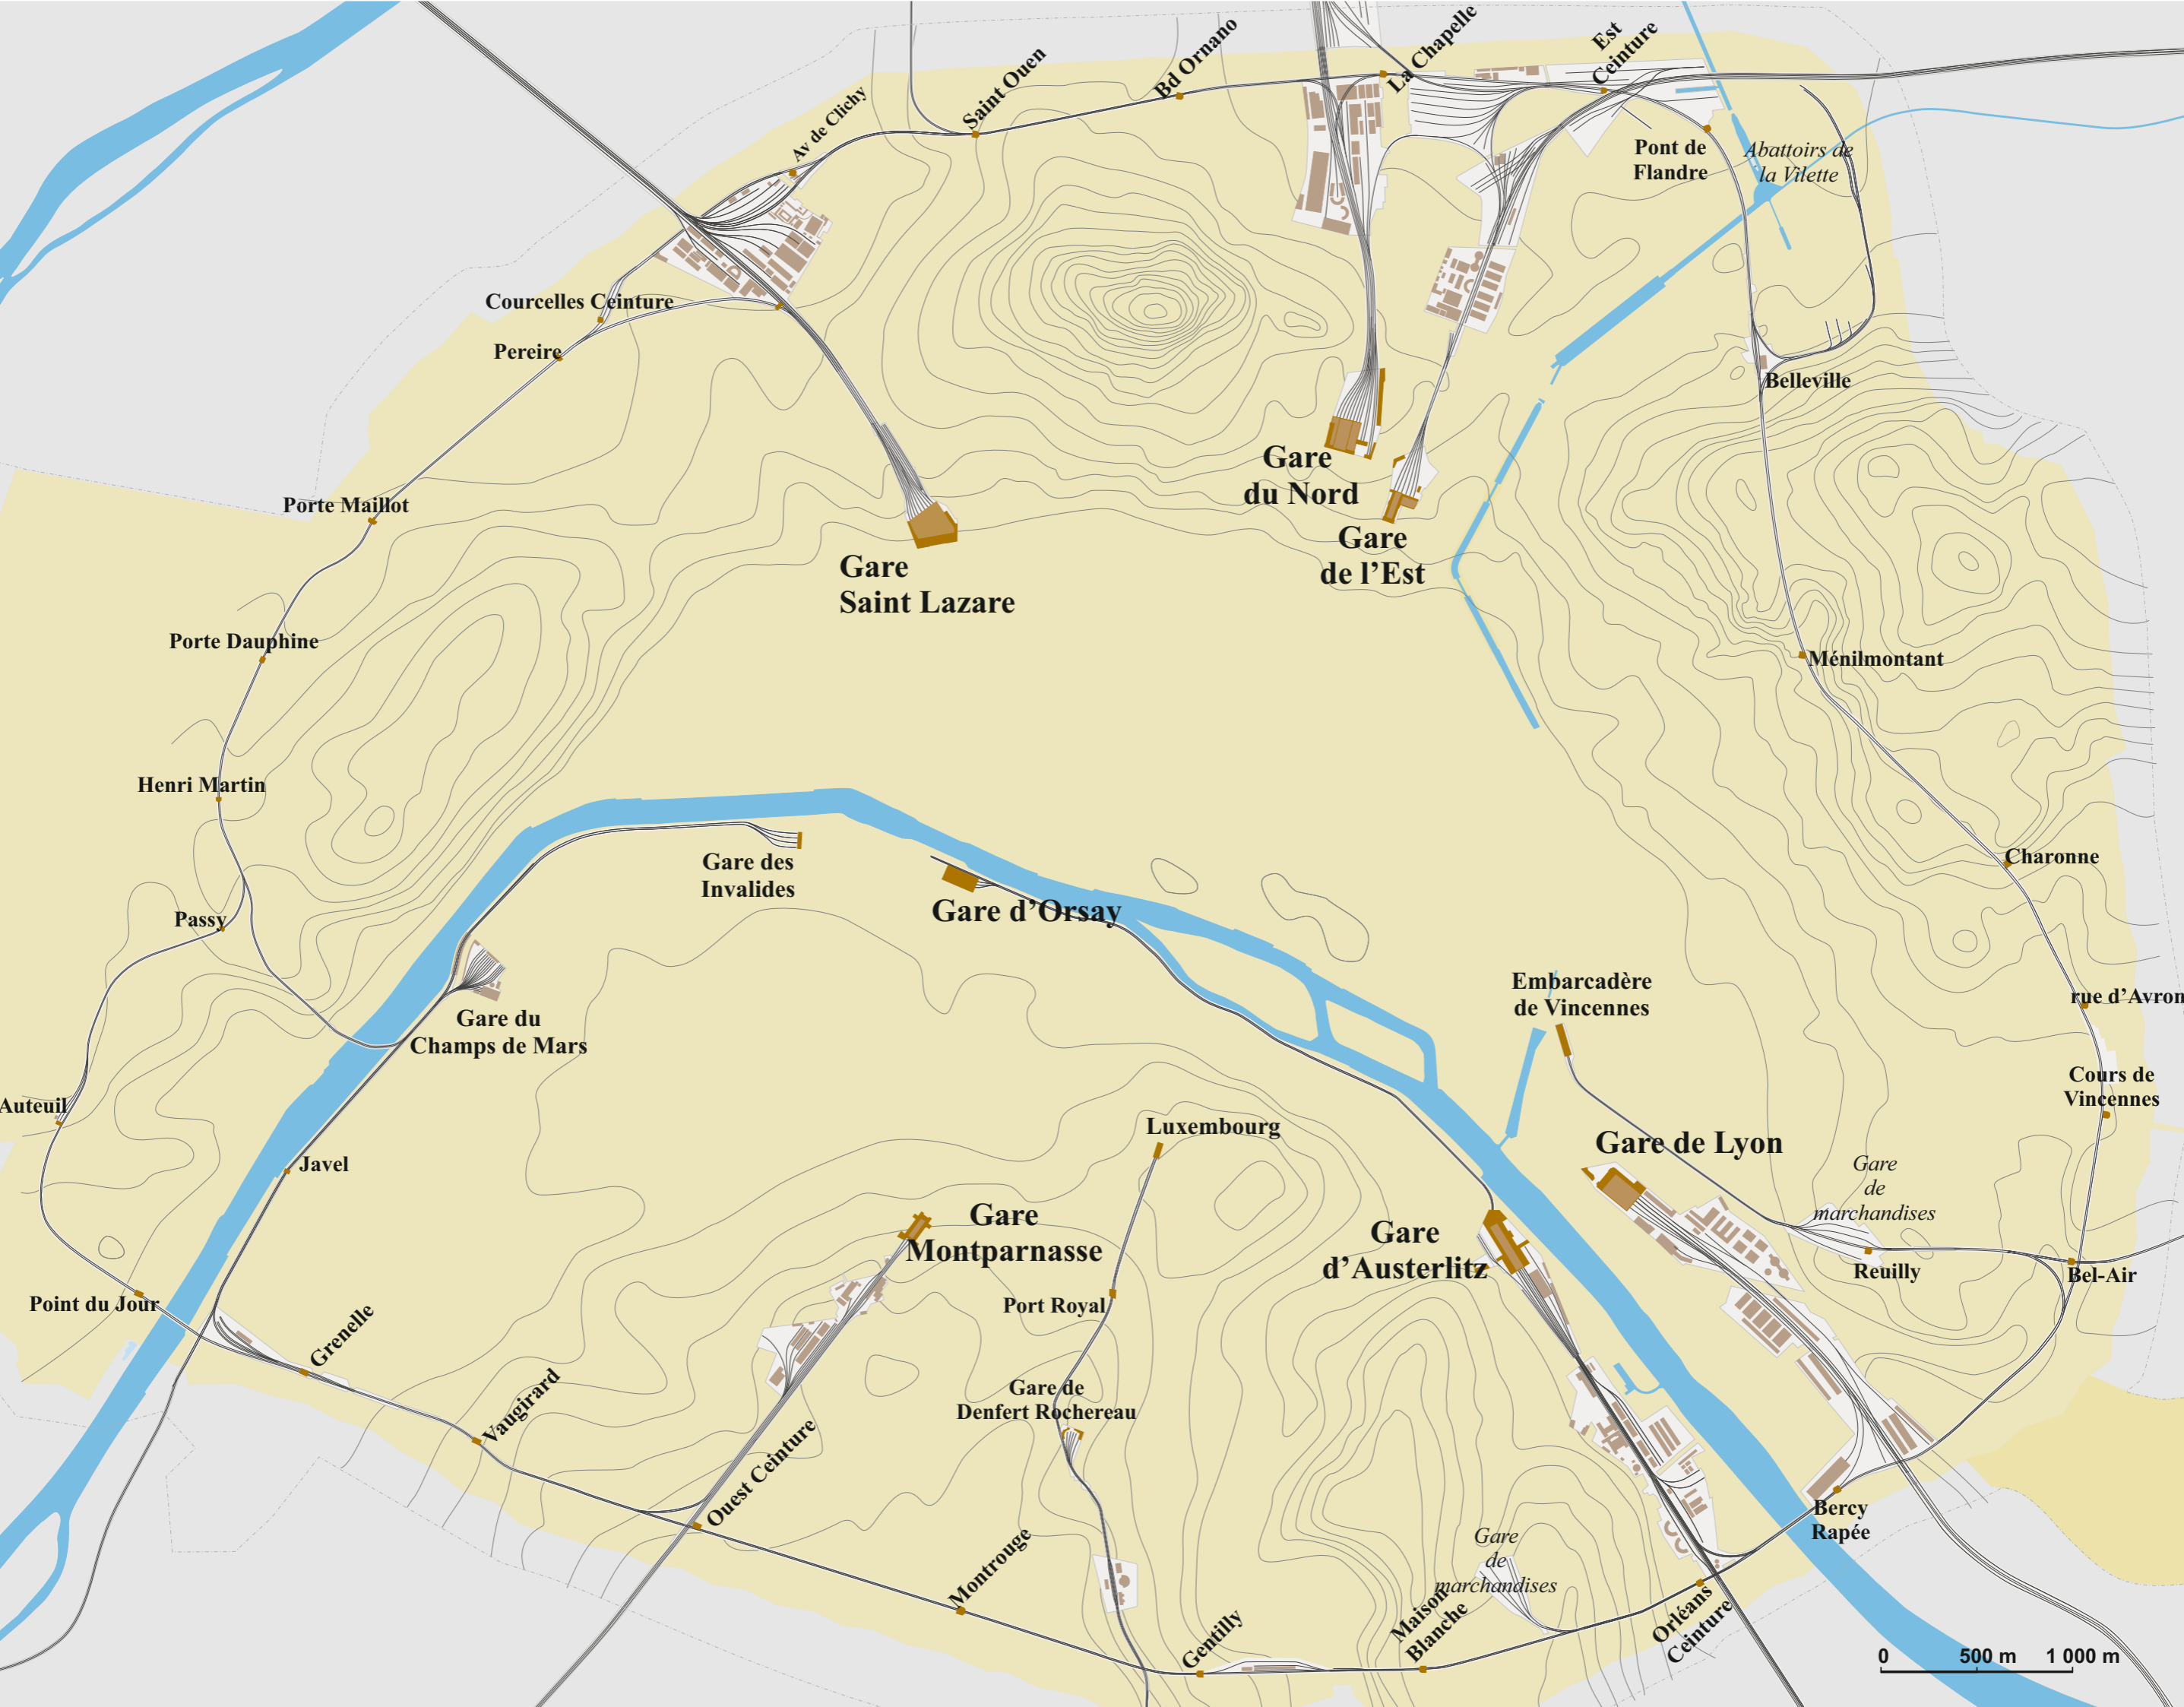 La Chapelle
Est
Ceinture
Bd Ornano
Saint Ouen
Av de Clichy
Pont de
Flandre
Abattoirs de
la Vilette
Courcelles Ceinture
Pereire
Belleville
Gare
du Nord
Porte Maillot
Gare
de l’Est
Gare
Saint Lazare
Porte Dauphine
Ménilmontant
Henri Martin
Gare des
Invalides
Charonne
Gare d’Orsay
Passy
Embarcadère
de Vincennes
rue d’Avron
Gare du
Champs de Mars
Cours de
Vincennes
Auteuil
Luxembourg
Gare de Lyon
Javel
Gare
de
marchandises
Gare
Montparnasse
Gare
d’Austerlitz
Reuilly
Bel-Air
Point du Jour
Port Royal
Grenelle
Gare de
Denfert Rochereau
Vaugirard
Ouest Ceinture
Bercy
Rapée
Gare
de
marchandises
Montrouge
Maison
Blanche
Orléans
Ceinture
Gentilly
0 500 m 1 000 m